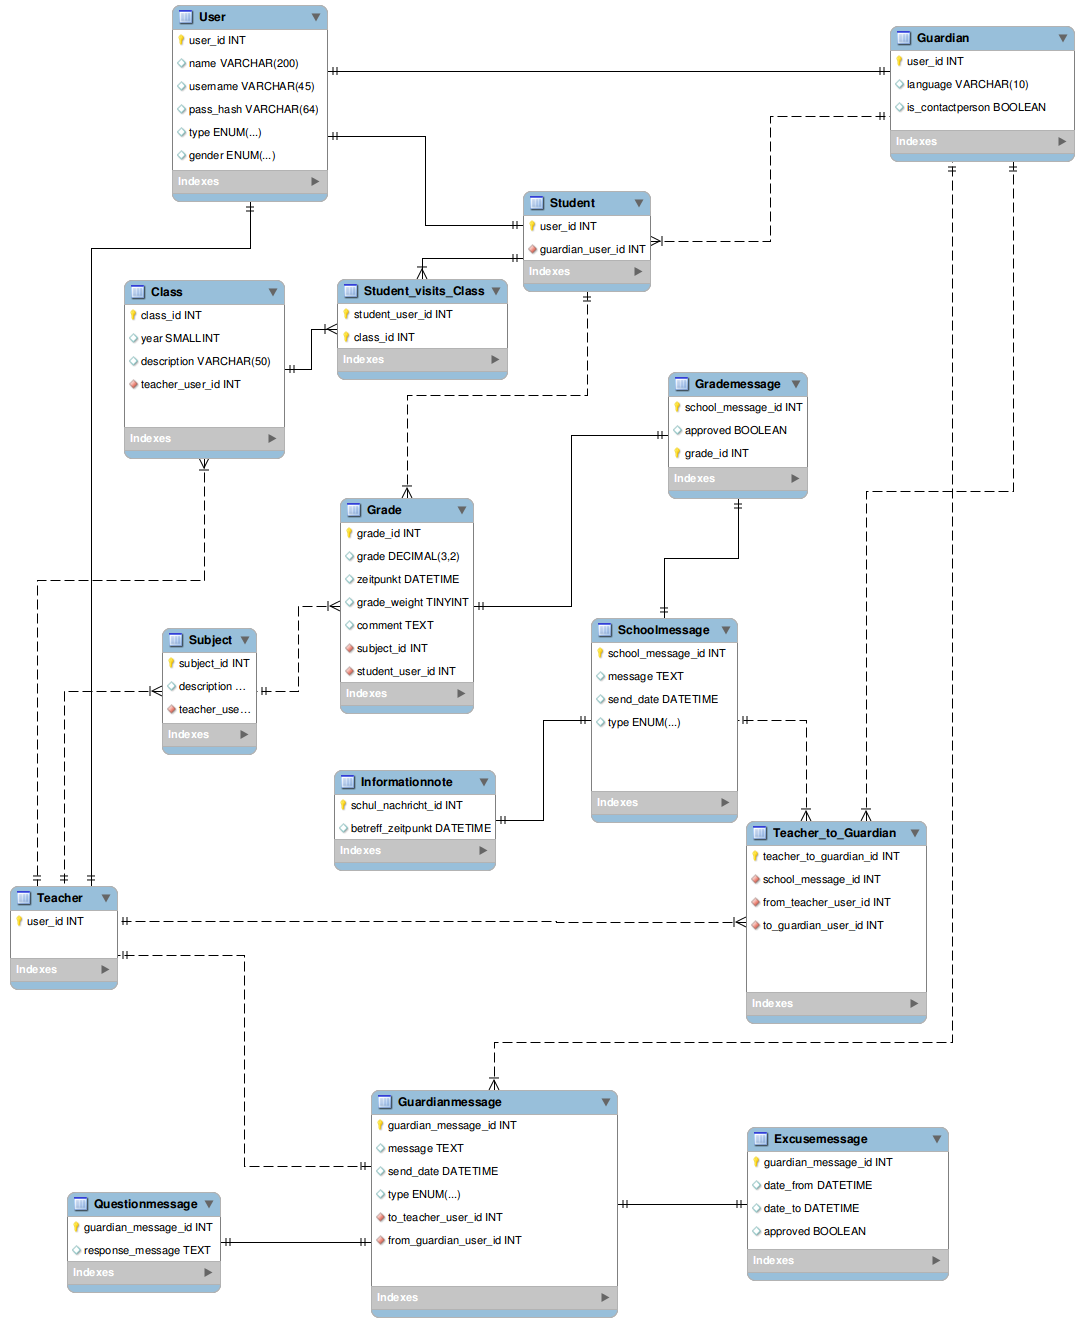 User
user_id INT
name VARCHAR(200)
username VARCHAR(45)
pass_hash VARCHAR(64)
type ENUM(...)
gender ENUM(...)
Indexes
Guardian
user_id INT
language VARCHAR(10)
is_contactperson BOOLEAN
Indexes
Student
user_id INT
guardian_user_id INT
Indexes
Class
class_id INT
year SMALLINT
description VARCHAR(50)
teacher_user_id INT
Indexes
Student_visits_Class
student_user_id INT
class_id INT
Indexes
Grademessage
school_message_id INT
approved BOOLEAN
grade_id INT
Indexes
Grade
grade_id INT
grade DECIMAL(3,2)
zeitpunkt DATETIME
grade_weight TINYINT
comment TEXT
subject_id INT
student_user_id INT
Indexes
Subject
subject_id INT
description ...
teacher_use...
Indexes
Schoolmessage
school_message_id INT
message TEXT
send_date DATETIME
type ENUM(...)
Indexes
Informationnote
schul_nachricht_id INT
betreff_zeitpunkt DATETIME
Indexes
Teacher_to_Guardian
teacher_to_guardian_id INT
school_message_id INT
from_teacher_user_id INT
to_guardian_user_id INT
Indexes
Teacher
user_id INT
Indexes
Guardianmessage
guardian_message_id INT
message TEXT
send_date DATETIME
type ENUM(...)
to_teacher_user_id INT
from_guardian_user_id INT
Indexes
Excusemessage
guardian_message_id INT
date_from DATETIME
date_to DATETIME
approved BOOLEAN
Indexes
Questionmessage
guardian_message_id INT
response_message TEXT
Indexes